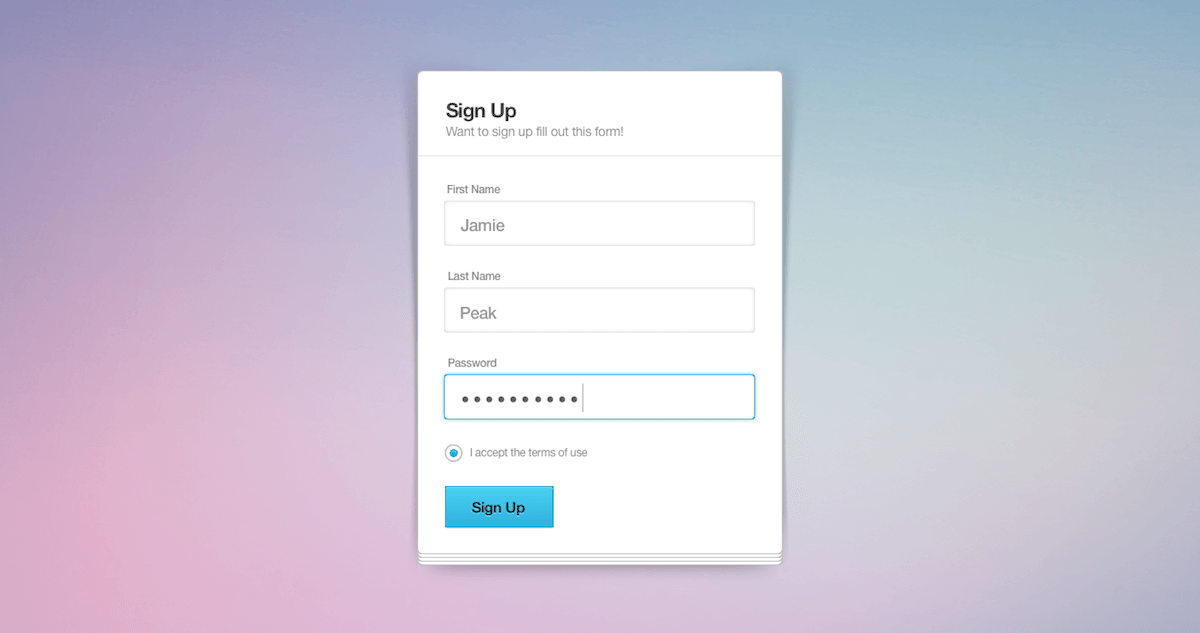 Sign Up
Want to sign up fill out this form!
First Name
Jamie
Last Name
Peak
Password
••••••••••
I accept the terms of use
Sign Up